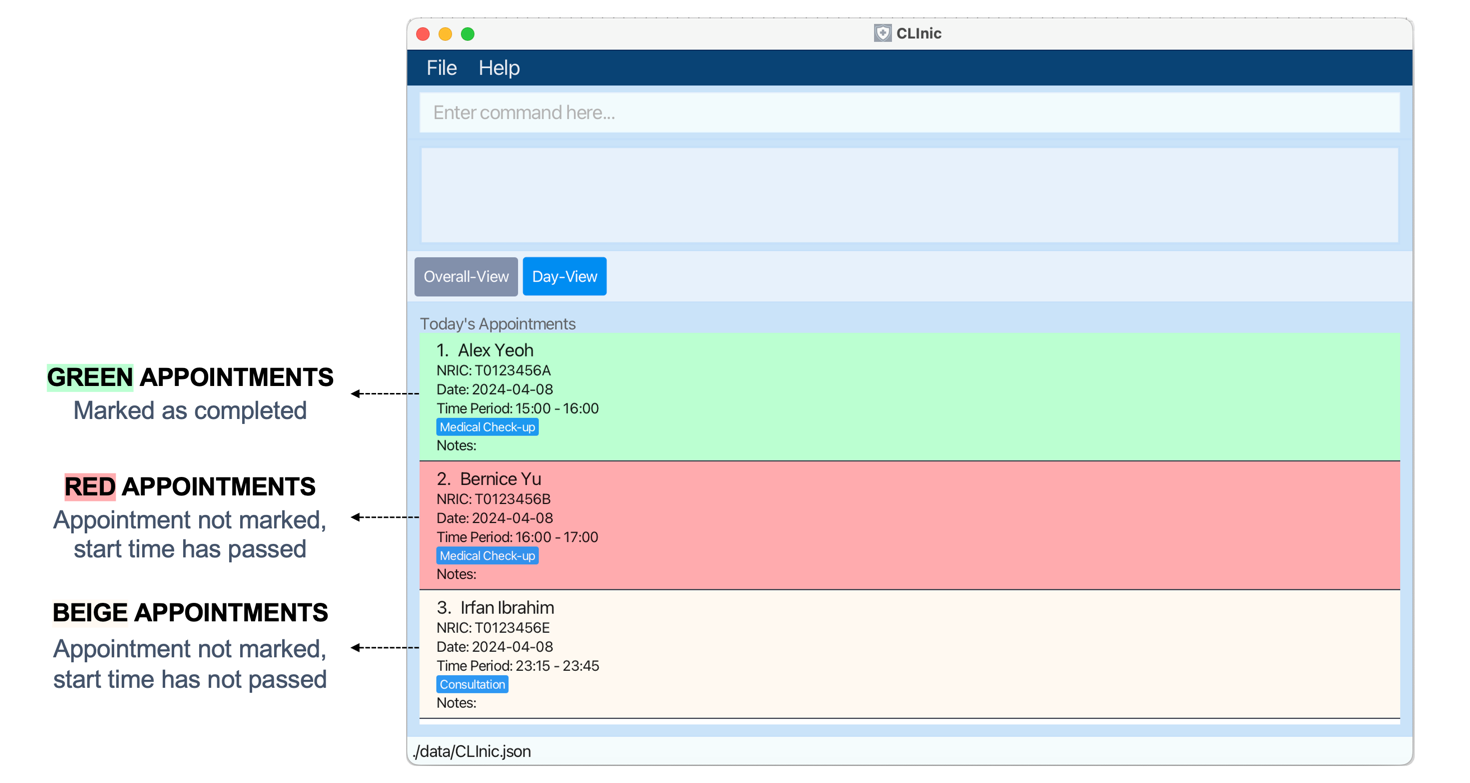 CLInic
File Help
Enter command here...
Overall-View Day-View
Today's Appointments
1. Alex Yeoh
NRIC: T0123456A
Date: 2024-04-08
Time Period: 15:00 - 16:00
Medical Check-up
Notes:
2. Bernice Yu
NRIC: T0123456B
Date: 2024-04-08
Time Period: 16:00 - 17:00
Medical Check-up
Notes:
3. Irfan Ibrahim
NRIC: T0123456E
Date: 2024-04-08
Time Period: 23:15 - 23:45
Consultation
Notes:
./data/CLInic.json
GREEN APPOINTMENTS
Marked as completed
RED APPOINTMENTS
Appointment not marked,
start time has passed
BEIGE APPOINTMENTS
Appointment not marked,
start time has not passed